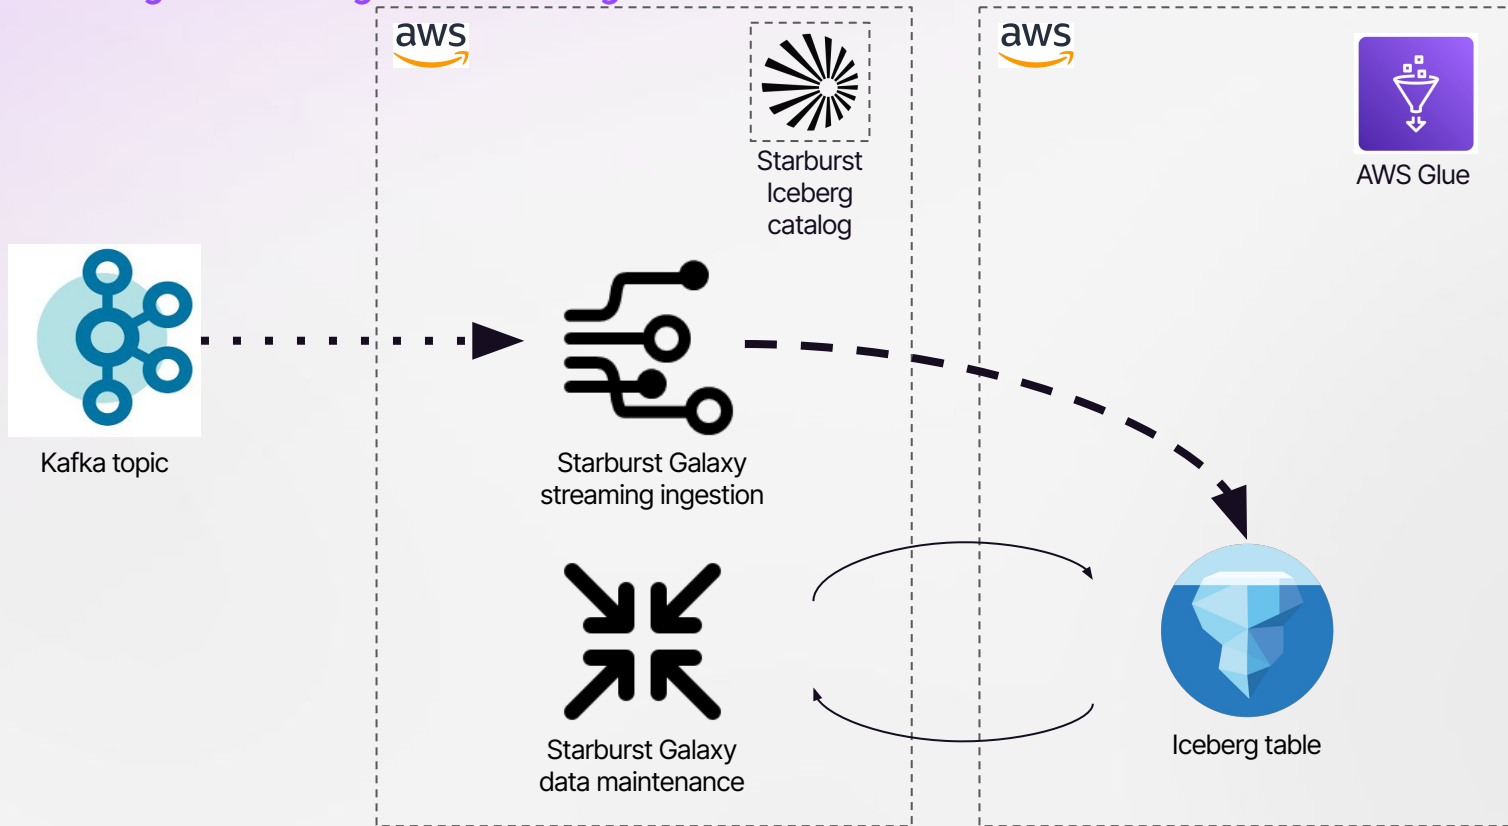 aws
Starburst
Iceberg
catalog
aws
AWS Glue
Kafka topic
Starburst Galaxy
streaming ingestion
Starburst Galaxy
data maintenance
Iceberg table